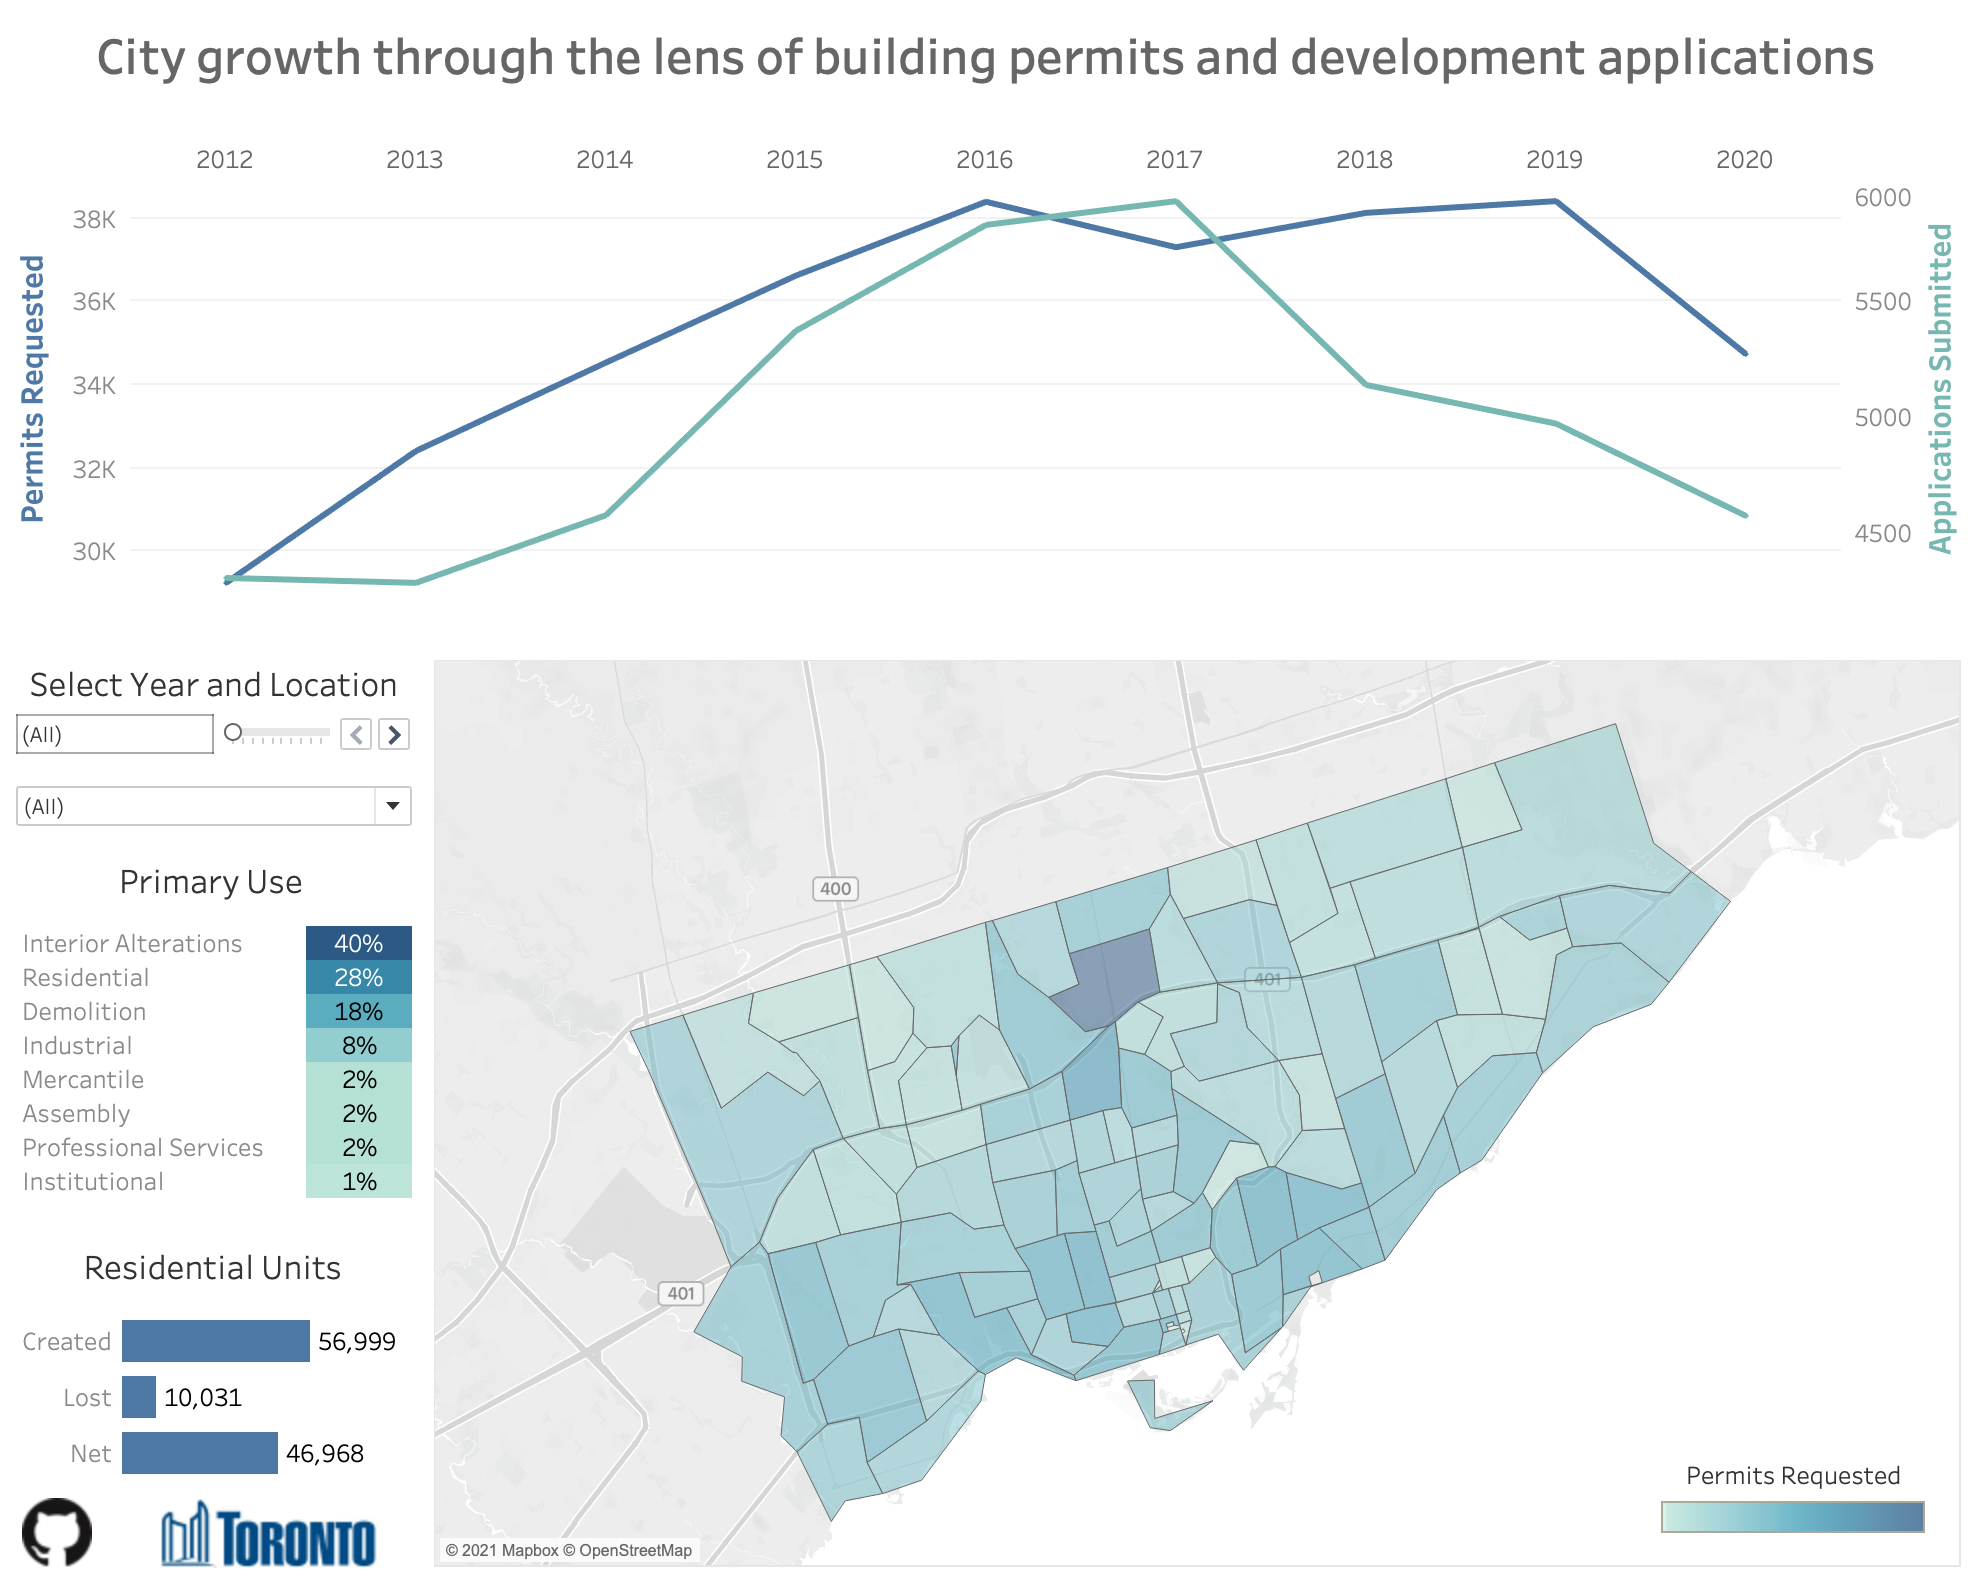 City growth through the lens of building permits and development applications
2012 2013 2014 2015 2016 2017 2018 2019 2020
Permits Requested
38K
36K
34K
32K
30K
6000
5500
5000
4500
Applications Submitted
Select Year and Location
(All)
(All)
Primary Use
Interior Alterations 40%
Residential 28%
Demolition 18%
Industrial 8%
Mercantile 2%
Assembly 2%
Professional Services 2%
Institutional 1%
Residential Units
Created 56,999
Lost 10,031
Net 46,968
TORONTO
400
401
401
Permits Requested
© 2021 Mapbox © OpenStreetMap